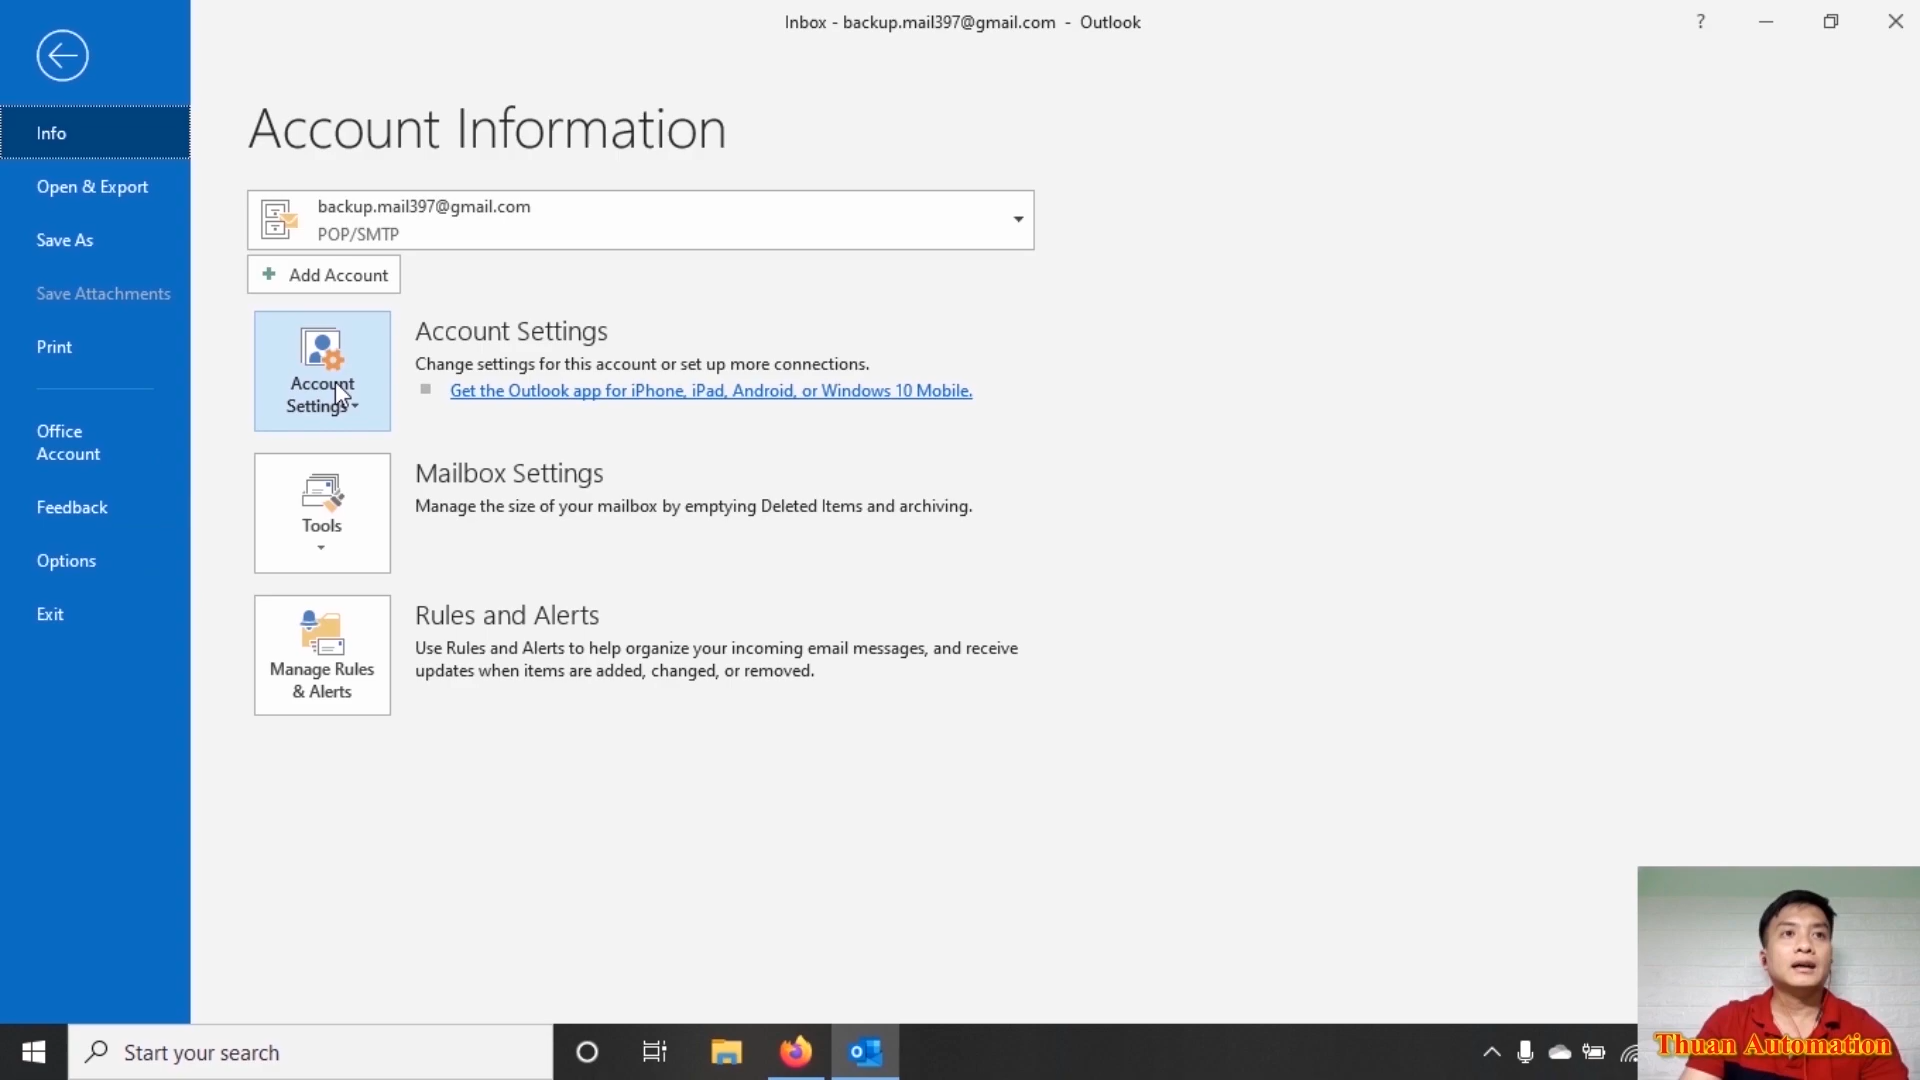 Inbox - backup.mail397@gmail.com - Outlook
?
Info
Open & Export
Save As
Save Attachments
Print
Office
Account
Feedback
Options
Exit
Account Information
backup.mail397@gmail.com
POP/SMTP
Add Account
Account
Settings
Account Settings
Change settings for this account or set up more connections.
Get the Outlook app for iPhone, iPad, Android, or Windows 10 Mobile.
Tools
Mailbox Settings
Manage the size of your mailbox by emptying Deleted Items and archiving.
Manage Rules
& Alerts
Rules and Alerts
Use Rules and Alerts to help organize your incoming email messages, and receive
updates when items are added, changed, or removed.
Start your search
Thuan Automation